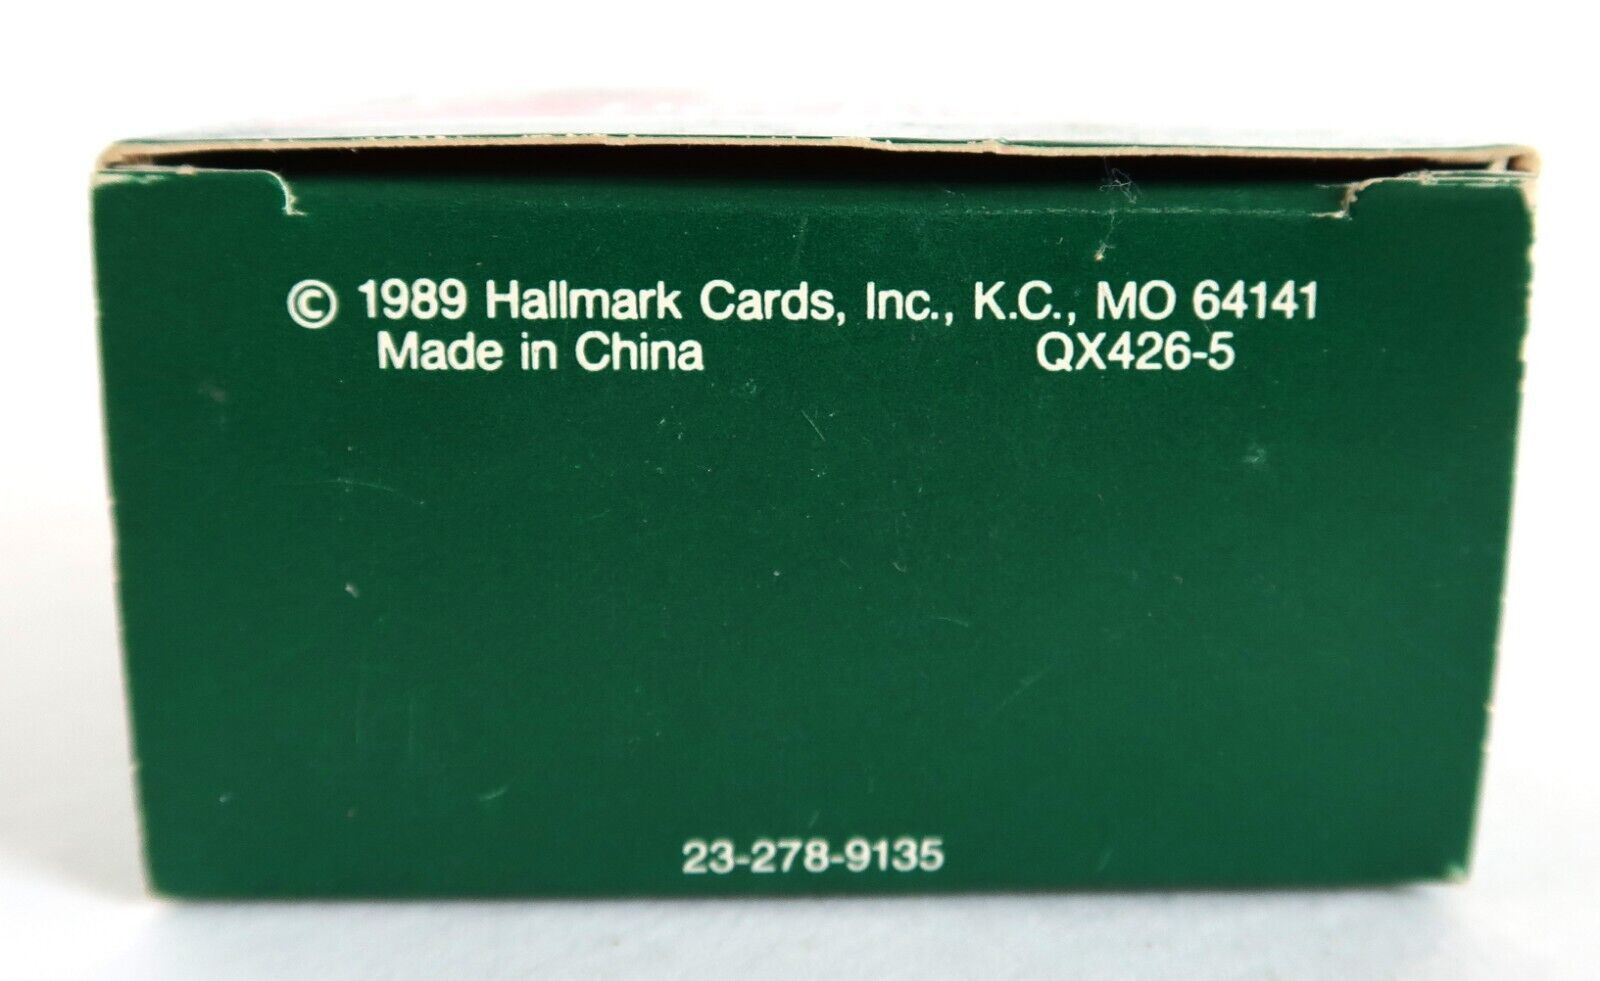 © 1989 Hallmark Cards, Inc., K.C., MO 64141
Made in China QX426-5
23-278-9135